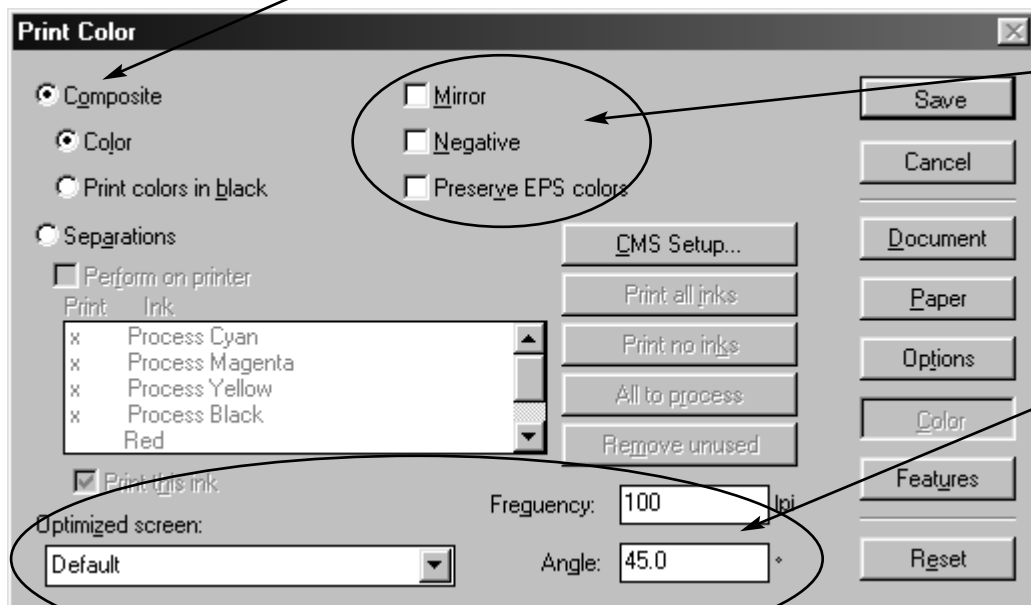 Print Color
Composite
Mirror
Save
Color
Negative
Cancel
Print colors in black
Preserve EPS colors
Separations
CMS Setup...
Document
Perform on printer
Print all inks
Paper
Print Ink
x Process Cyan
Print no inks
x Process Magenta
Options
x Process Yellow
All to process
x Process Black
Color
Red
Remove unused
Print this ink
Features
Freguency: 100 lpi
Optimized screen:
Default
Angle: 45.0 °
Reset